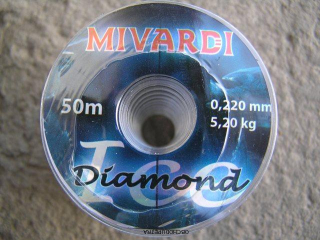 MIVARDI
50m
0,220 mm
5,20 kg
Ice
Diamond